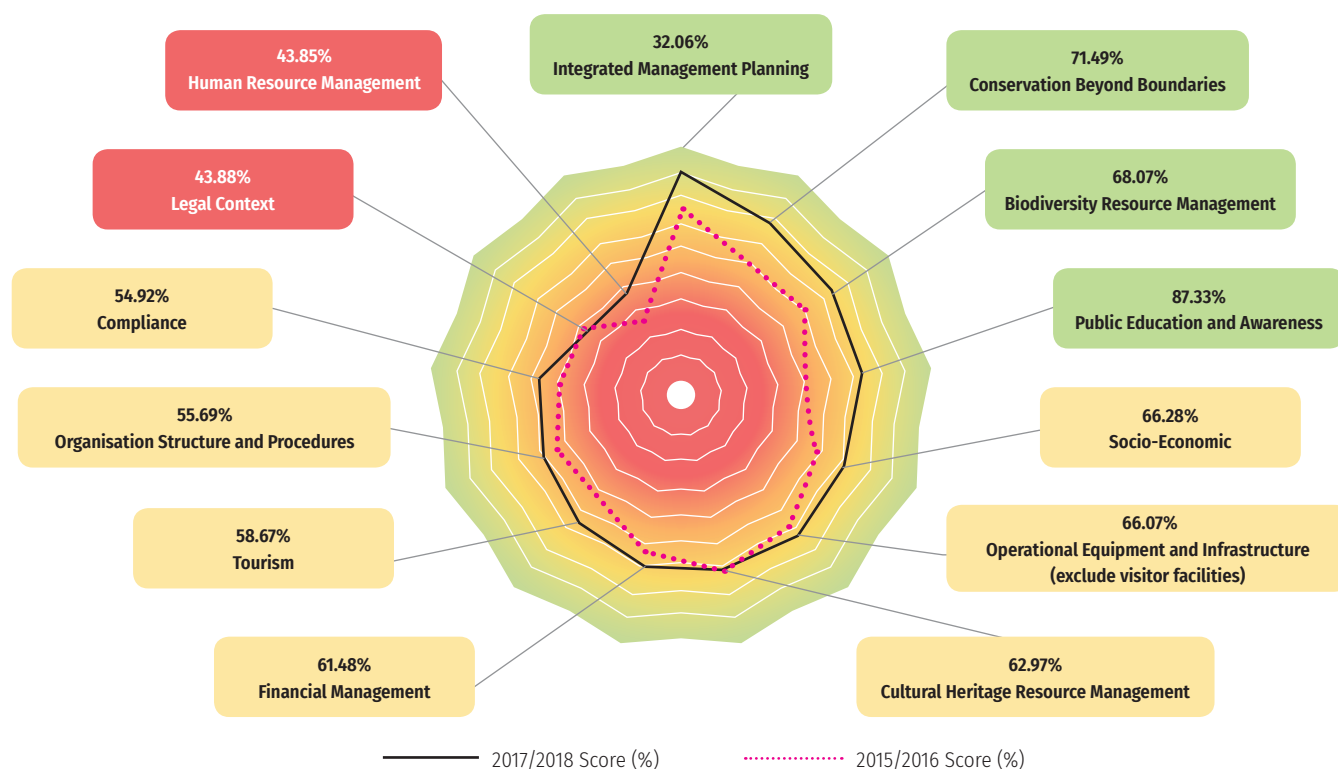 32.06%
Integrated Management Planning
71.49%
Conservation Beyond Boundaries
68.07%
Biodiversity Resource Management
87.33%
Public Education and Awareness
66.28%
Socio-Economic
66.07%
Operational Equipment and Infrastructure
(exclude visitor facilities)
62.97%
Cultural Heritage Resource Management
61.48%
Financial Management
58.67%
Tourism
55.69%
Organisation Structure and Procedures
54.92%
Compliance
43.88%
Legal Context
43.85%
Human Resource Management
2017/2018 Score (%)
2015/2016 Score (%)